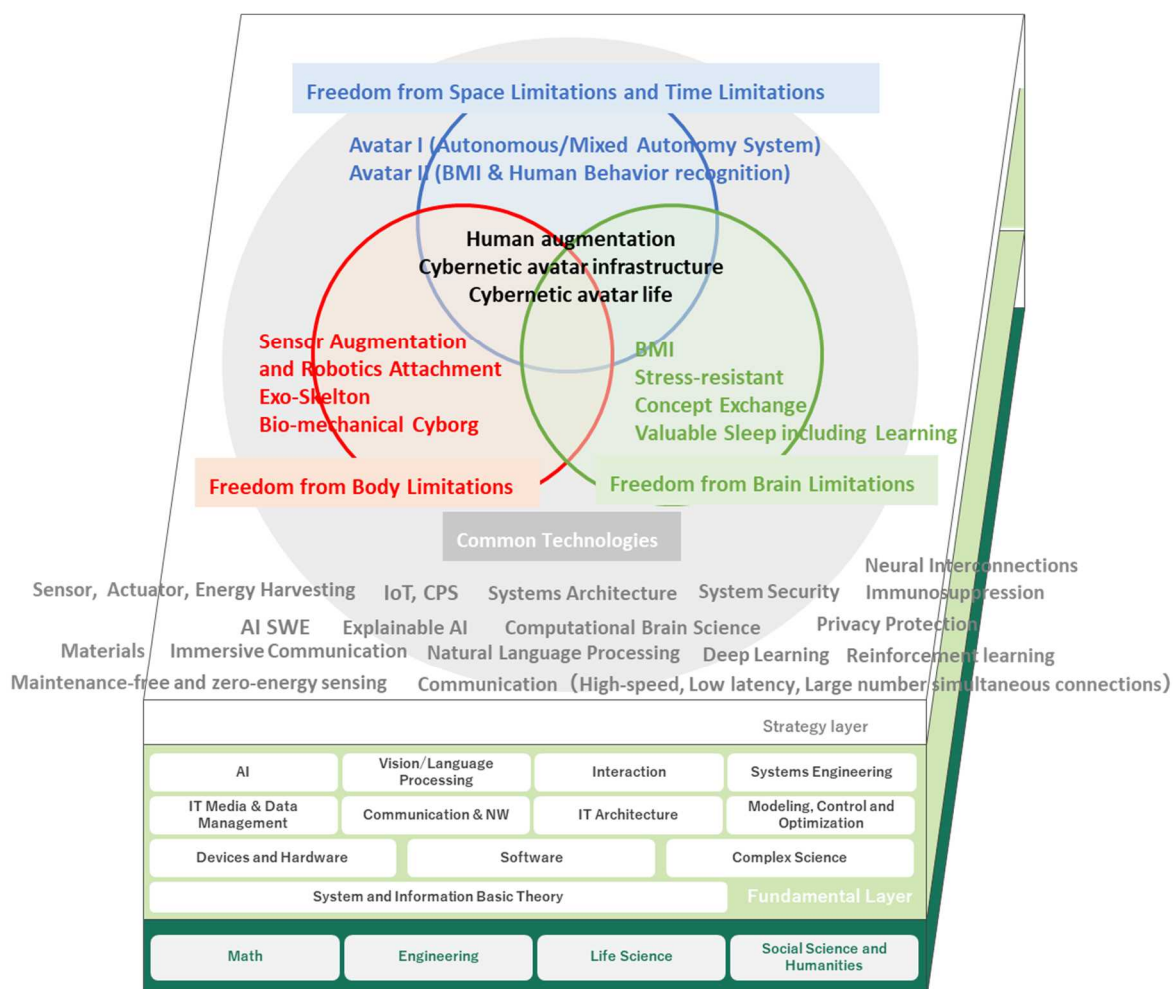 Freedom from Space Limitations and Time Limitations
Avatar I (Autonomous/Mixed Autonomy System)
Avatar II (BMI & Human Behavior recognition)
Human augmentation
Cybernetic avatar infrastructure
Cybernetic avatar life
Sensor Augmentation
and Robotics Attachment
Exo-Skelton
Bio-mechanical Cyborg
BMI
Stress-resistant
Concept Exchange
Valuable Sleep including Learning
Freedom from Body Limitations
Freedom from Brain Limitations
Common Technologies
Neural Interconnections
Sensor, Actuator, Energy Harvesting
IoT, CPS
Systems Architecture
System Security
Immunosuppression
AI SWE
Explainable AI
Computational Brain Science
Privacy Protection
Materials
Immersive Communication
Natural Language Processing
Deep Learning
Reinforcement learning
Maintenance-free and zero-energy sensing
Communication（High-speed, Low latency, Large number simultaneous connections）
Strategy layer
AI
Vision/Language
Processing
Interaction
Systems Engineering
IT Media & Data
Management
Communication & NW
IT Architecture
Modeling, Control and
Optimization
Devices and Hardware
Software
Complex Science
System and Information Basic Theory
Fundamental Layer
Math
Engineering
Life Science
Social Science and
Humanities